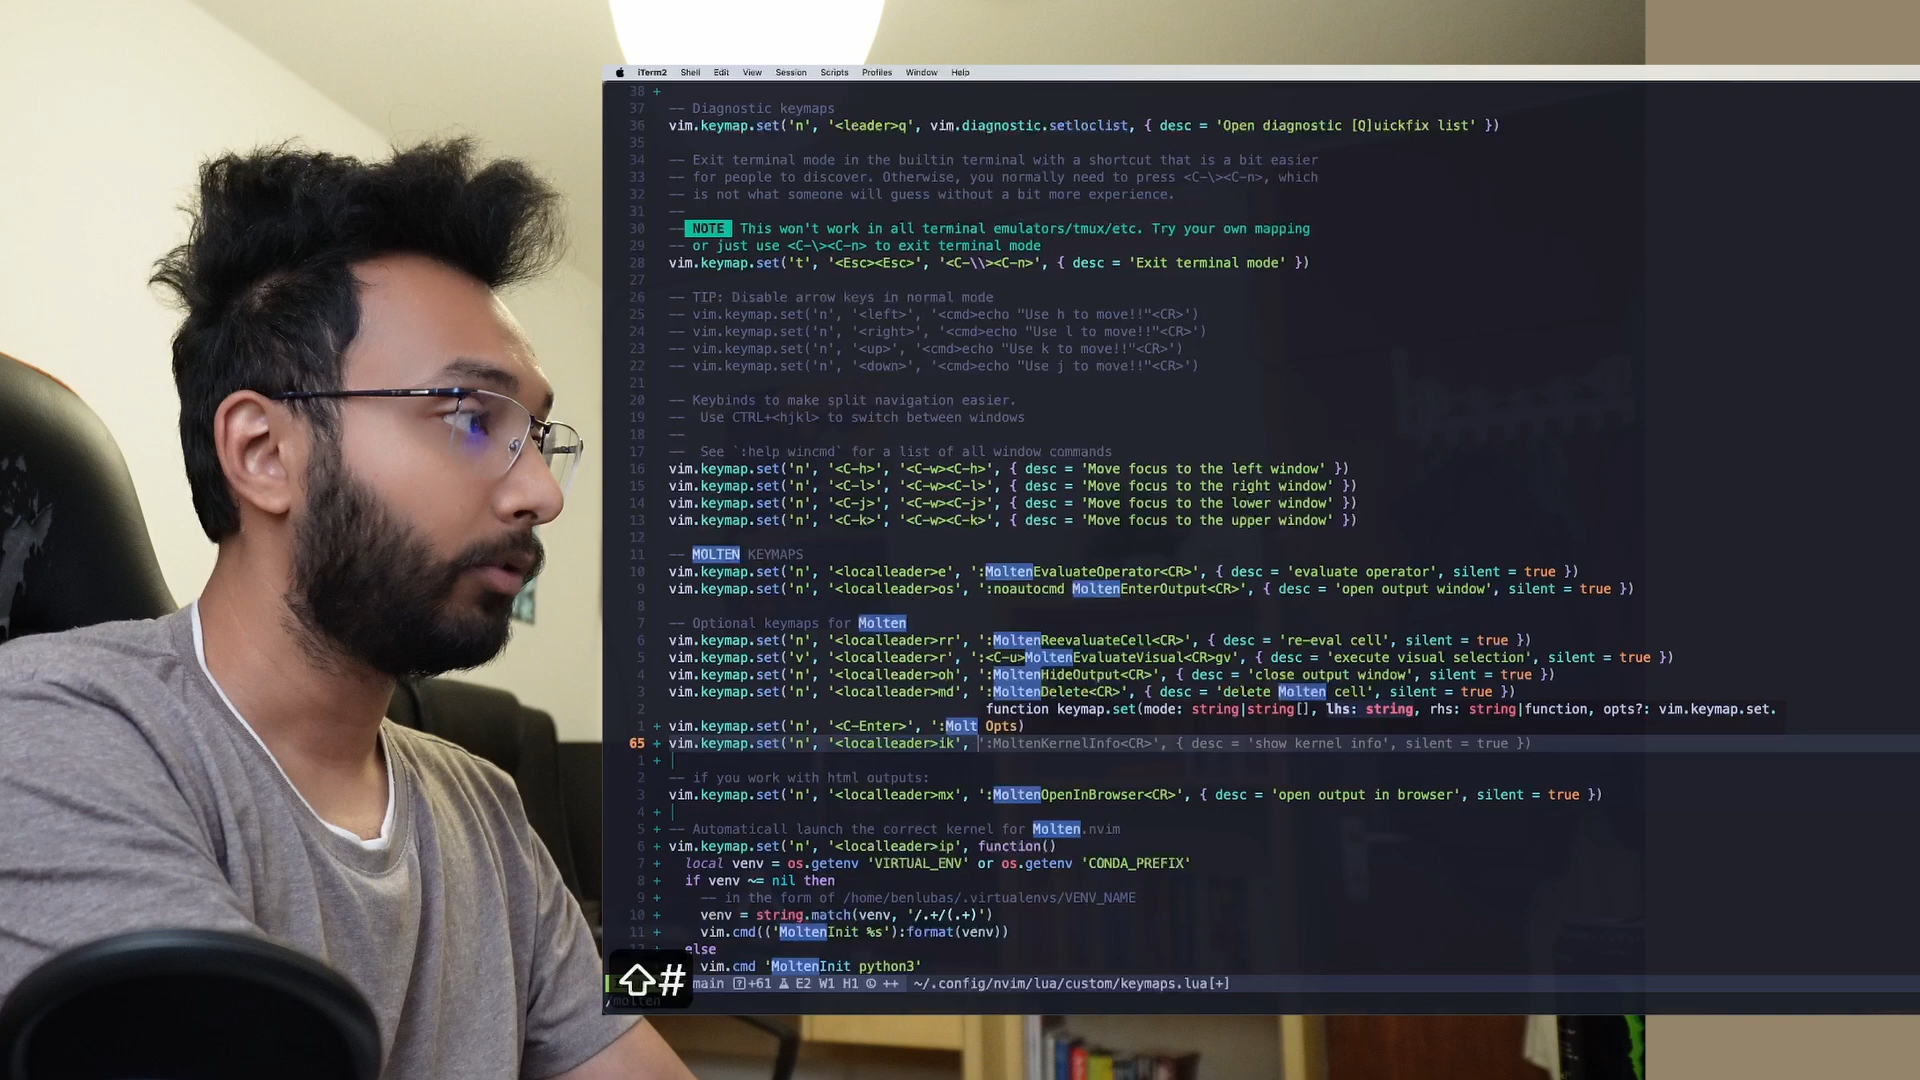 iTerm2 Shell Edit View Session Scripts Profiles Window Help
38 +
37 -- Diagnostic keymaps
36 vim.keymap.set('n', '<leader>q', vim.diagnostic.setloclist, { desc = 'Open diagnostic [Q]uickfix list' })
35
34 -- Exit terminal mode in the builtin terminal with a shortcut that is a bit easier
33 -- for people to discover. Otherwise, you normally need to press <C-\><C-n>, which
32 -- is not what someone will guess without a bit more experience.
31 --
30 -- NOTE This won't work in all terminal emulators/tmux/etc. Try your own mapping
29 -- or just use <C-\><C-n> to exit terminal mode
28 vim.keymap.set('t', '<Esc><Esc>', '<C-\\><C-n>', { desc = 'Exit terminal mode' })
27
26 -- TIP: Disable arrow keys in normal mode
25 -- vim.keymap.set('n', '<left>', '<cmd>echo "Use h to move!!"<CR>')
24 -- vim.keymap.set('n', '<right>', '<cmd>echo "Use l to move!!"<CR>')
23 -- vim.keymap.set('n', '<up>', '<cmd>echo "Use k to move!!"<CR>')
22 -- vim.keymap.set('n', '<down>', '<cmd>echo "Use j to move!!"<CR>')
21
20 -- Keybinds to make split navigation easier.
19 --  Use CTRL+<hjkl> to switch between windows
18 --
17 --  See `:help wincmd` for a list of all window commands
16 vim.keymap.set('n', '<C-h>', '<C-w><C-h>', { desc = 'Move focus to the left window' })
15 vim.keymap.set('n', '<C-l>', '<C-w><C-l>', { desc = 'Move focus to the right window' })
14 vim.keymap.set('n', '<C-j>', '<C-w><C-j>', { desc = 'Move focus to the lower window' })
13 vim.keymap.set('n', '<C-k>', '<C-w><C-k>', { desc = 'Move focus to the upper window' })
12
11 -- MOLTEN KEYMAPS
10 vim.keymap.set('n', '<localleader>e', ':MoltenEvaluateOperator<CR>', { desc = 'evaluate operator', silent = true })
9 vim.keymap.set('n', '<localleader>os', ':noautocmd MoltenEnterOutput<CR>', { desc = 'open output window', silent = true })
8
7 -- Optional keymaps for Molten
6 vim.keymap.set('n', '<localleader>rr', ':MoltenReevaluateCell<CR>', { desc = 're-eval cell', silent = true })
5 vim.keymap.set('v', '<localleader>r', ':<C-u>MoltenEvaluateVisual<CR>gv', { desc = 'execute visual selection', silent = true })
4 vim.keymap.set('n', '<localleader>oh', ':MoltenHideOutput<CR>', { desc = 'close output window', silent = true })
3 vim.keymap.set('n', '<localleader>md', ':MoltenDelete<CR>', { desc = 'delete Molten cell', silent = true })
2 function keymap.set(mode: string|string[], lhs: string, rhs: string|function, opts?: vim.keymap.set.
1 + vim.keymap.set('n', '<C-Enter>', ':Molt Opts)
65 + vim.keymap.set('n', '<localleader>ik', ':MoltenKernelInfo<CR>', { desc = 'show kernel info', silent = true })
1 +
2 -- if you work with html outputs:
3 vim.keymap.set('n', '<localleader>mx', ':MoltenOpenInBrowser<CR>', { desc = 'open output in browser', silent = true })
4 +
5 + -- Automaticall launch the correct kernel for Molten.nvim
6 + vim.keymap.set('n', '<localleader>ip', function()
7 + local venv = os.getenv 'VIRTUAL_ENV' or os.getenv 'CONDA_PREFIX'
8 + if venv ~= nil then
9 + -- in the form of /home/benlubas/.virtualenvs/VENV_NAME
10 + venv = string.match(venv, '/.+/(.+)')
11 + vim.cmd(('MoltenInit %s'):format(venv))
12 + else
vim.cmd 'MoltenInit python3'
⇧#
main +61 E2 W1 H1 ++ ~/.config/nvim/lua/custom/keymaps.lua[+]
/molten